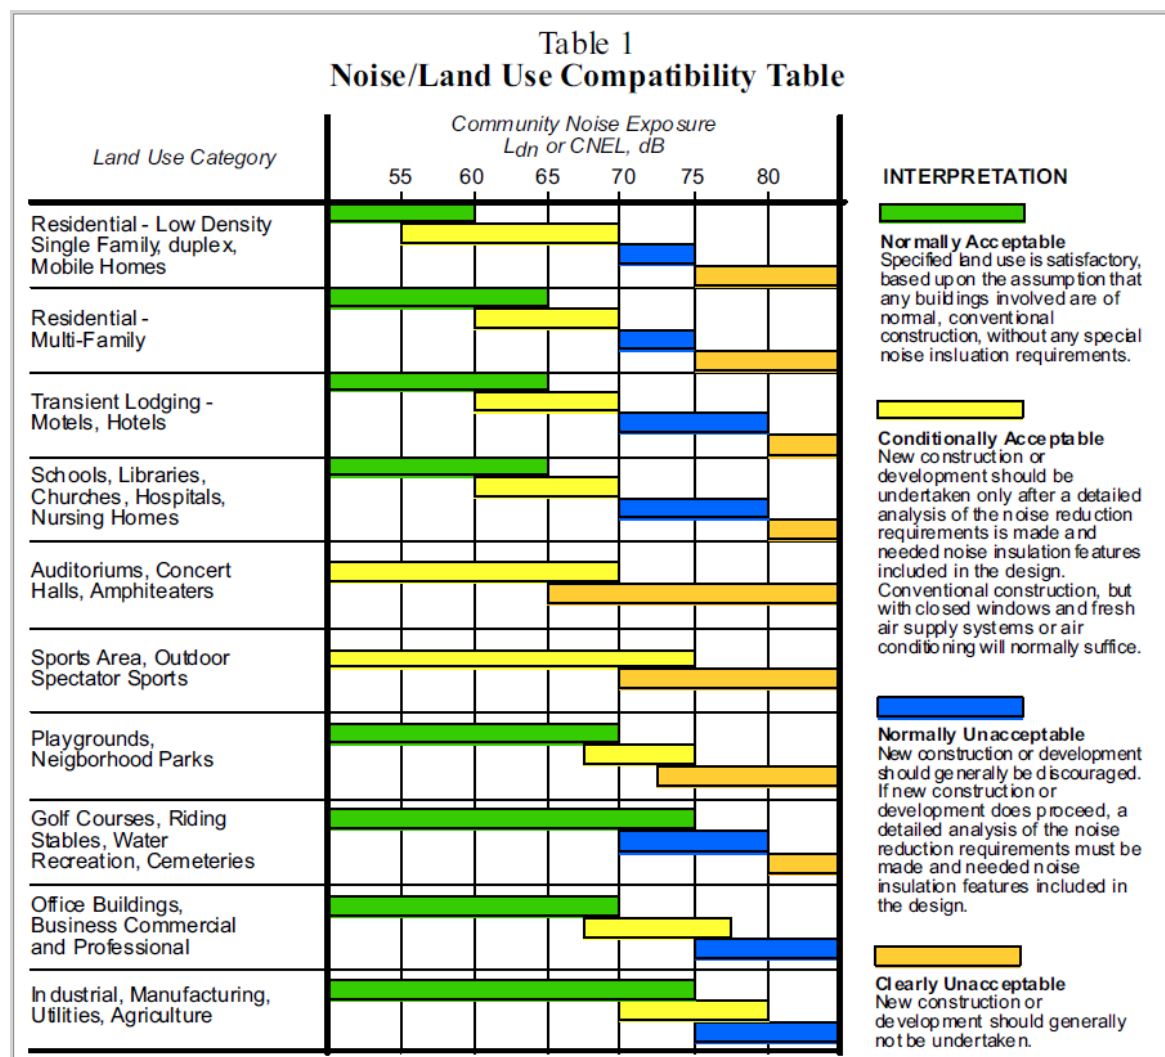 Table 1
Noise/Land Use Compatibility Table
Land Use Category
Community Noise Exposure
Ldn or CNEL, dB
55 60 65 70 75 80
Residential - Low Density
Single Family, duplex,
Mobile Homes
Residential -
Multi-Family
Transient Lodging -
Motels, Hotels
Schools, Libraries,
Churches, Hospitals,
Nursing Homes
Auditoriums, Concert
Halls, Amphiteaters
Sports Area, Outdoor
Spectator Sports
Playgrounds,
Neigborhood Parks
Golf Courses, Riding
Stables, Water
Recreation, Cemeteries
Office Buildings,
Business Commercial
and Professional
Industrial, Manufacturing,
Utilities, Agriculture
INTERPRETATION
Normally Acceptable
Specified land use is satisfactory,
based upon the assumption that
any buildings involved are of
normal, conventional
construction, without any special
noise insluation requirements.
Conditionally Acceptable
New construction or
development should be
undertaken only after a detailed
analysis of the noise reduction
requirements is made and
needed noise insulation features
included in the design.
Conventional construction, but
with closed windows and fresh
air supply systems or air
conditioning will normally suffice.
Normally Unacceptable
New construction or development
should generally be discouraged.
If new construction or
development does proceed, a
detailed analysis of the noise
reduction requirements must be
made and needed noise
insulation features included in
the design.
Clearly Unacceptable
New construction or
development should generally
not be undertaken.